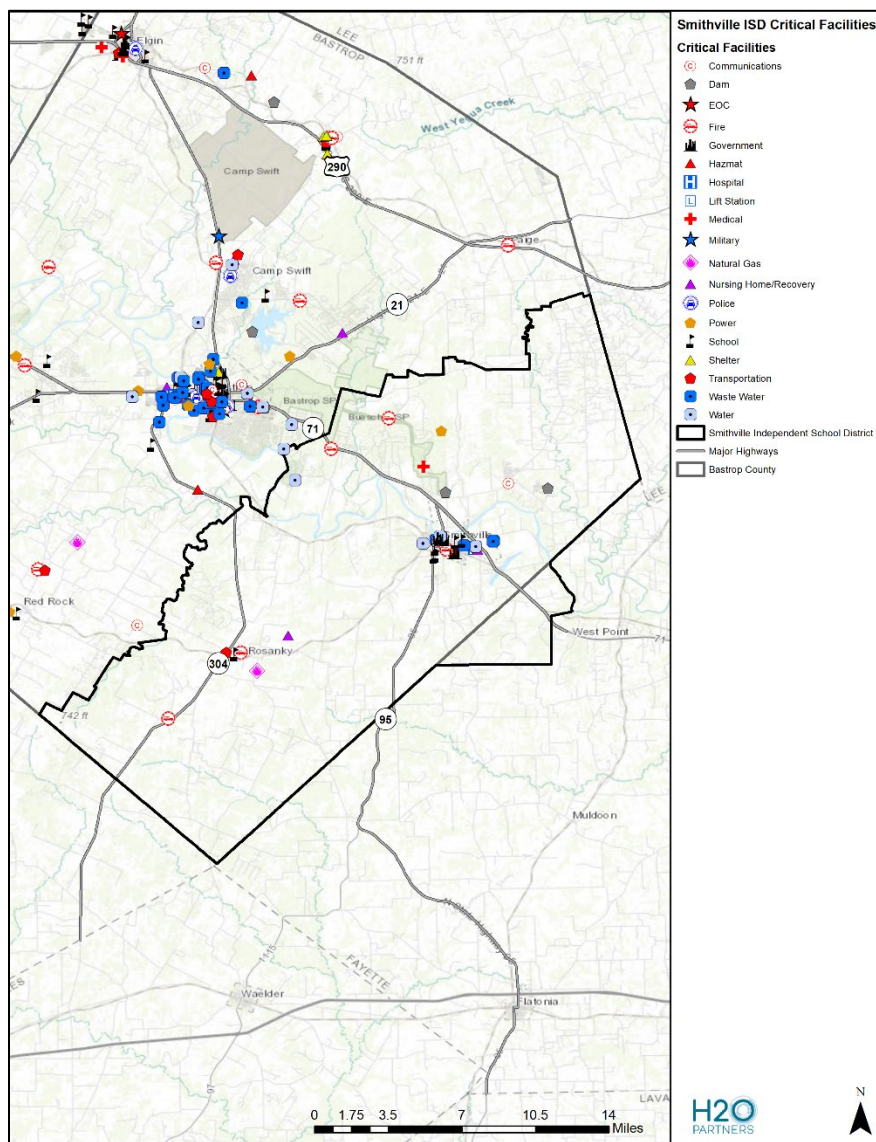 Smithville ISD Critical Facilities
Critical Facilities
Communications
Dam
EOC
Fire
Government
Hazmat
Hospital
Lift Station
Medical
Military
Natural Gas
Nursing Home/Recovery
Police
Power
School
Shelter
Transportation
Waste Water
Water
Smithville Independent School District
Major Highways
Bastrop County
LEE
BASTROP
751 ft
Elgin
West Yegua Creek
Camp Swift
290
Camp Swift
21
Bastrop SP
71
LEE
Red Rock
West Point
71
Rosanky
304
742 ft
95
Muldoon
FAYETTE
1115
Waelder
Flatonia
97
95
LAVA
0 1.75 3.5 7 10.5 14
Miles
H2O
PARTNERS
N